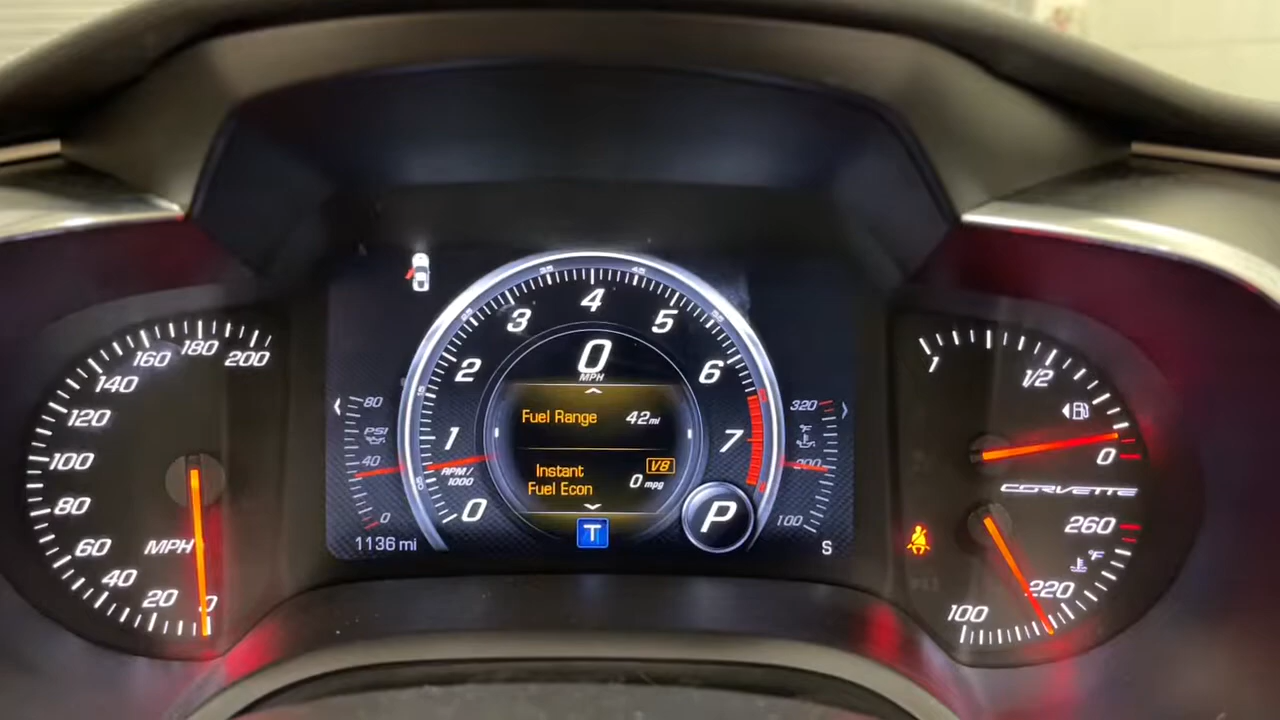 160 180 200
140
120
100
80
60
MPH
40
20
0
80
PSI
40
0
1136 mi
4
3 5
2 6
1 7
0
RPM/
1000
0
MPH
Fuel Range 42 mi
V8
Instant
Fuel Econ 0 mpg
T
P
320
°F
200
100
S
1
1/2
0
CORVETTE
260
°F
220
100